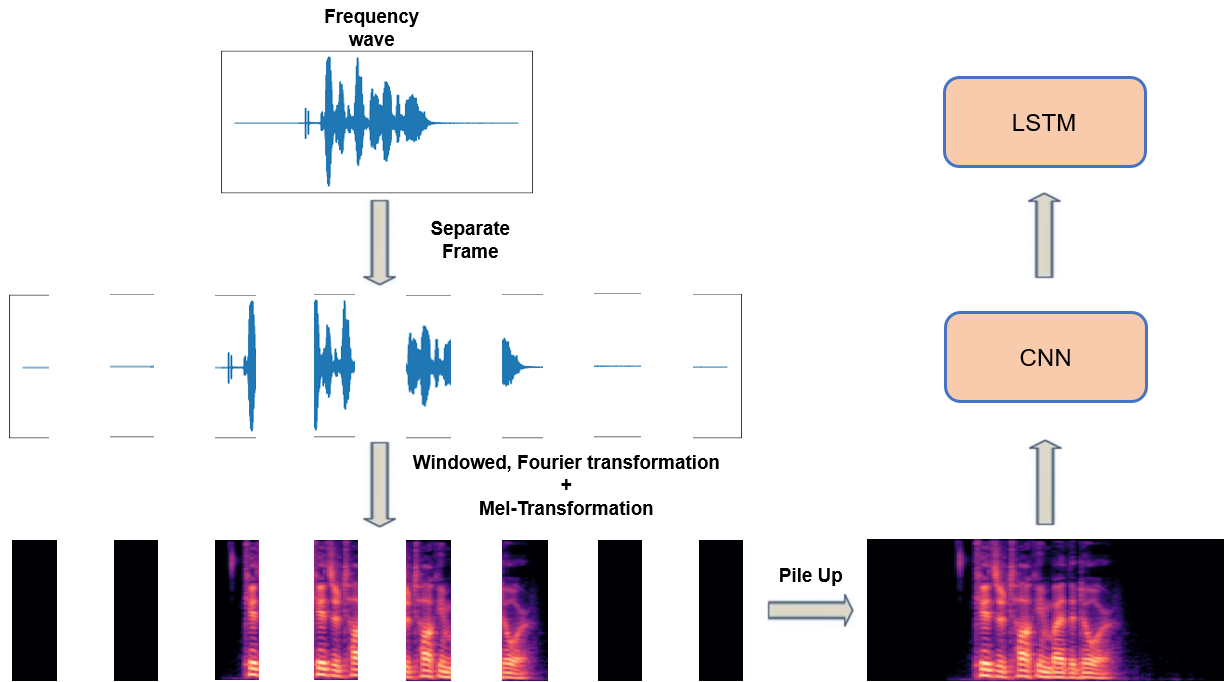 Frequency
wave
Separate
Frame
Windowed, Fourier transformation
+
Mel-Transformation
Pile Up
CNN
LSTM